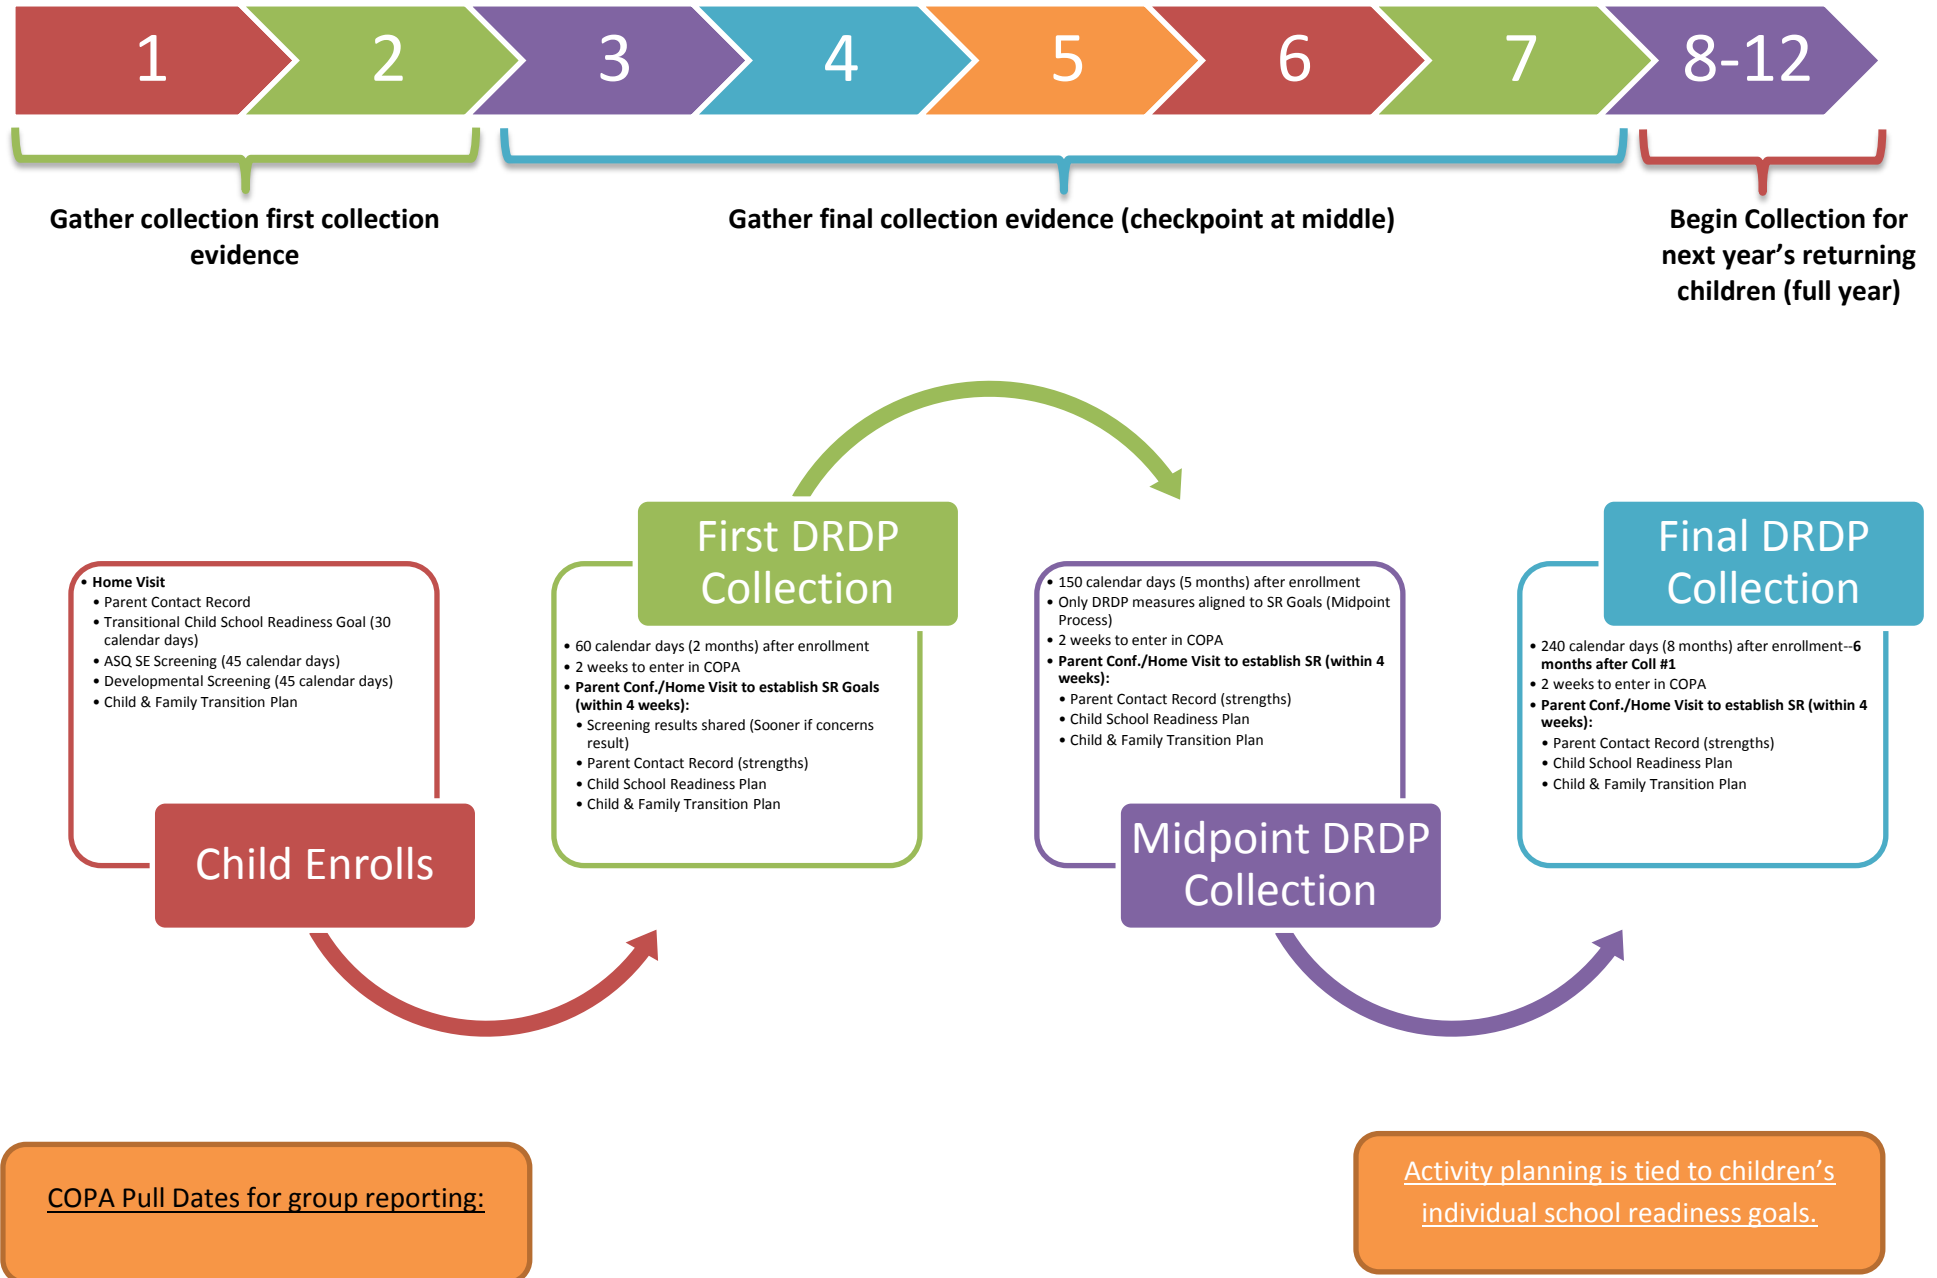 1
2
3
4
5
6
7
8-12
Gather collection first collection
evidence
Gather final collection evidence (checkpoint at middle)
Begin Collection for
next year’s returning
children (full year)
• Home Visit
• Parent Contact Record
• Transitional Child School Readiness Goal (30
calendar days)
• ASQ SE Screening (45 calendar days)
• Developmental Screening (45 calendar days)
• Child & Family Transition Plan
Child Enrolls
First DRDP
Collection
• 60 calendar days (2 months) after enrollment
• 2 weeks to enter in COPA
• Parent Conf./Home Visit to establish SR Goals
(within 4 weeks):
• Screening results shared (Sooner if concerns
result)
• Parent Contact Record (strengths)
• Child School Readiness Plan
• Child & Family Transition Plan
• 150 calendar days (5 months) after enrollment
• Only DRDP measures aligned to SR Goals (Midpoint
Process)
• 2 weeks to enter in COPA
• Parent Conf./Home Visit to establish SR (within 4
weeks):
• Parent Contact Record (strengths)
• Child School Readiness Plan
• Child & Family Transition Plan
Midpoint DRDP
Collection
Final DRDP
Collection
• 240 calendar days (8 months) after enrollment--6
months after Coll #1
• 2 weeks to enter in COPA
• Parent Conf./Home Visit to establish SR (within 4
weeks):
• Parent Contact Record (strengths)
• Child School Readiness Plan
• Child & Family Transition Plan
COPA Pull Dates for group reporting:
Activity planning is tied to children’s
individual school readiness goals.